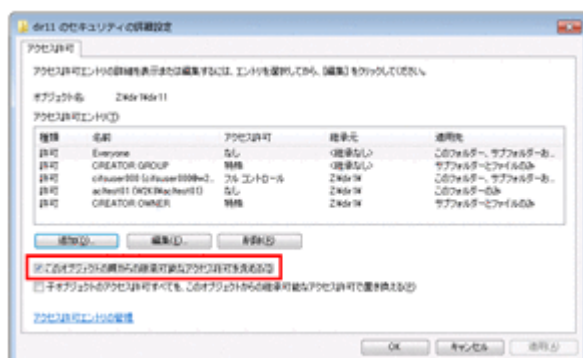 dir11 のセキュリティの詳細設定
アクセス許可
アクセス許可エントリの詳細を表示または編集するには、エントリを選択してから、[編集] をクリックしてください。
オブジェクト名: Z:¥dir1¥dir11
アクセス許可エントリ(T):
種類 名前 アクセス許可 継承元 適用先
許可 Everyone なし <継承なし> このフォルダー、サブフォルダーお...
許可 CREATOR GROUP 特殊 <継承なし> サブフォルダーとファイルのみ
許可 フル コントロール Z:¥dir1¥ このフォルダー、サブフォルダーお...
許可 なし Z:¥dir1¥ このフォルダーのみ
許可 CREATOR OWNER 特殊 Z:¥dir1¥ サブフォルダーとファイルのみ
追加(D)... 編集(E)... 削除(R)
このオブジェクトの親からの継承可能なアクセス許可を含める(I)
子オブジェクトのアクセス許可すべてを、このオブジェクトからの継承可能なアクセス許可で置き換える(P)
アクセス許可エントリの管理
OK キャンセル 適用(A)